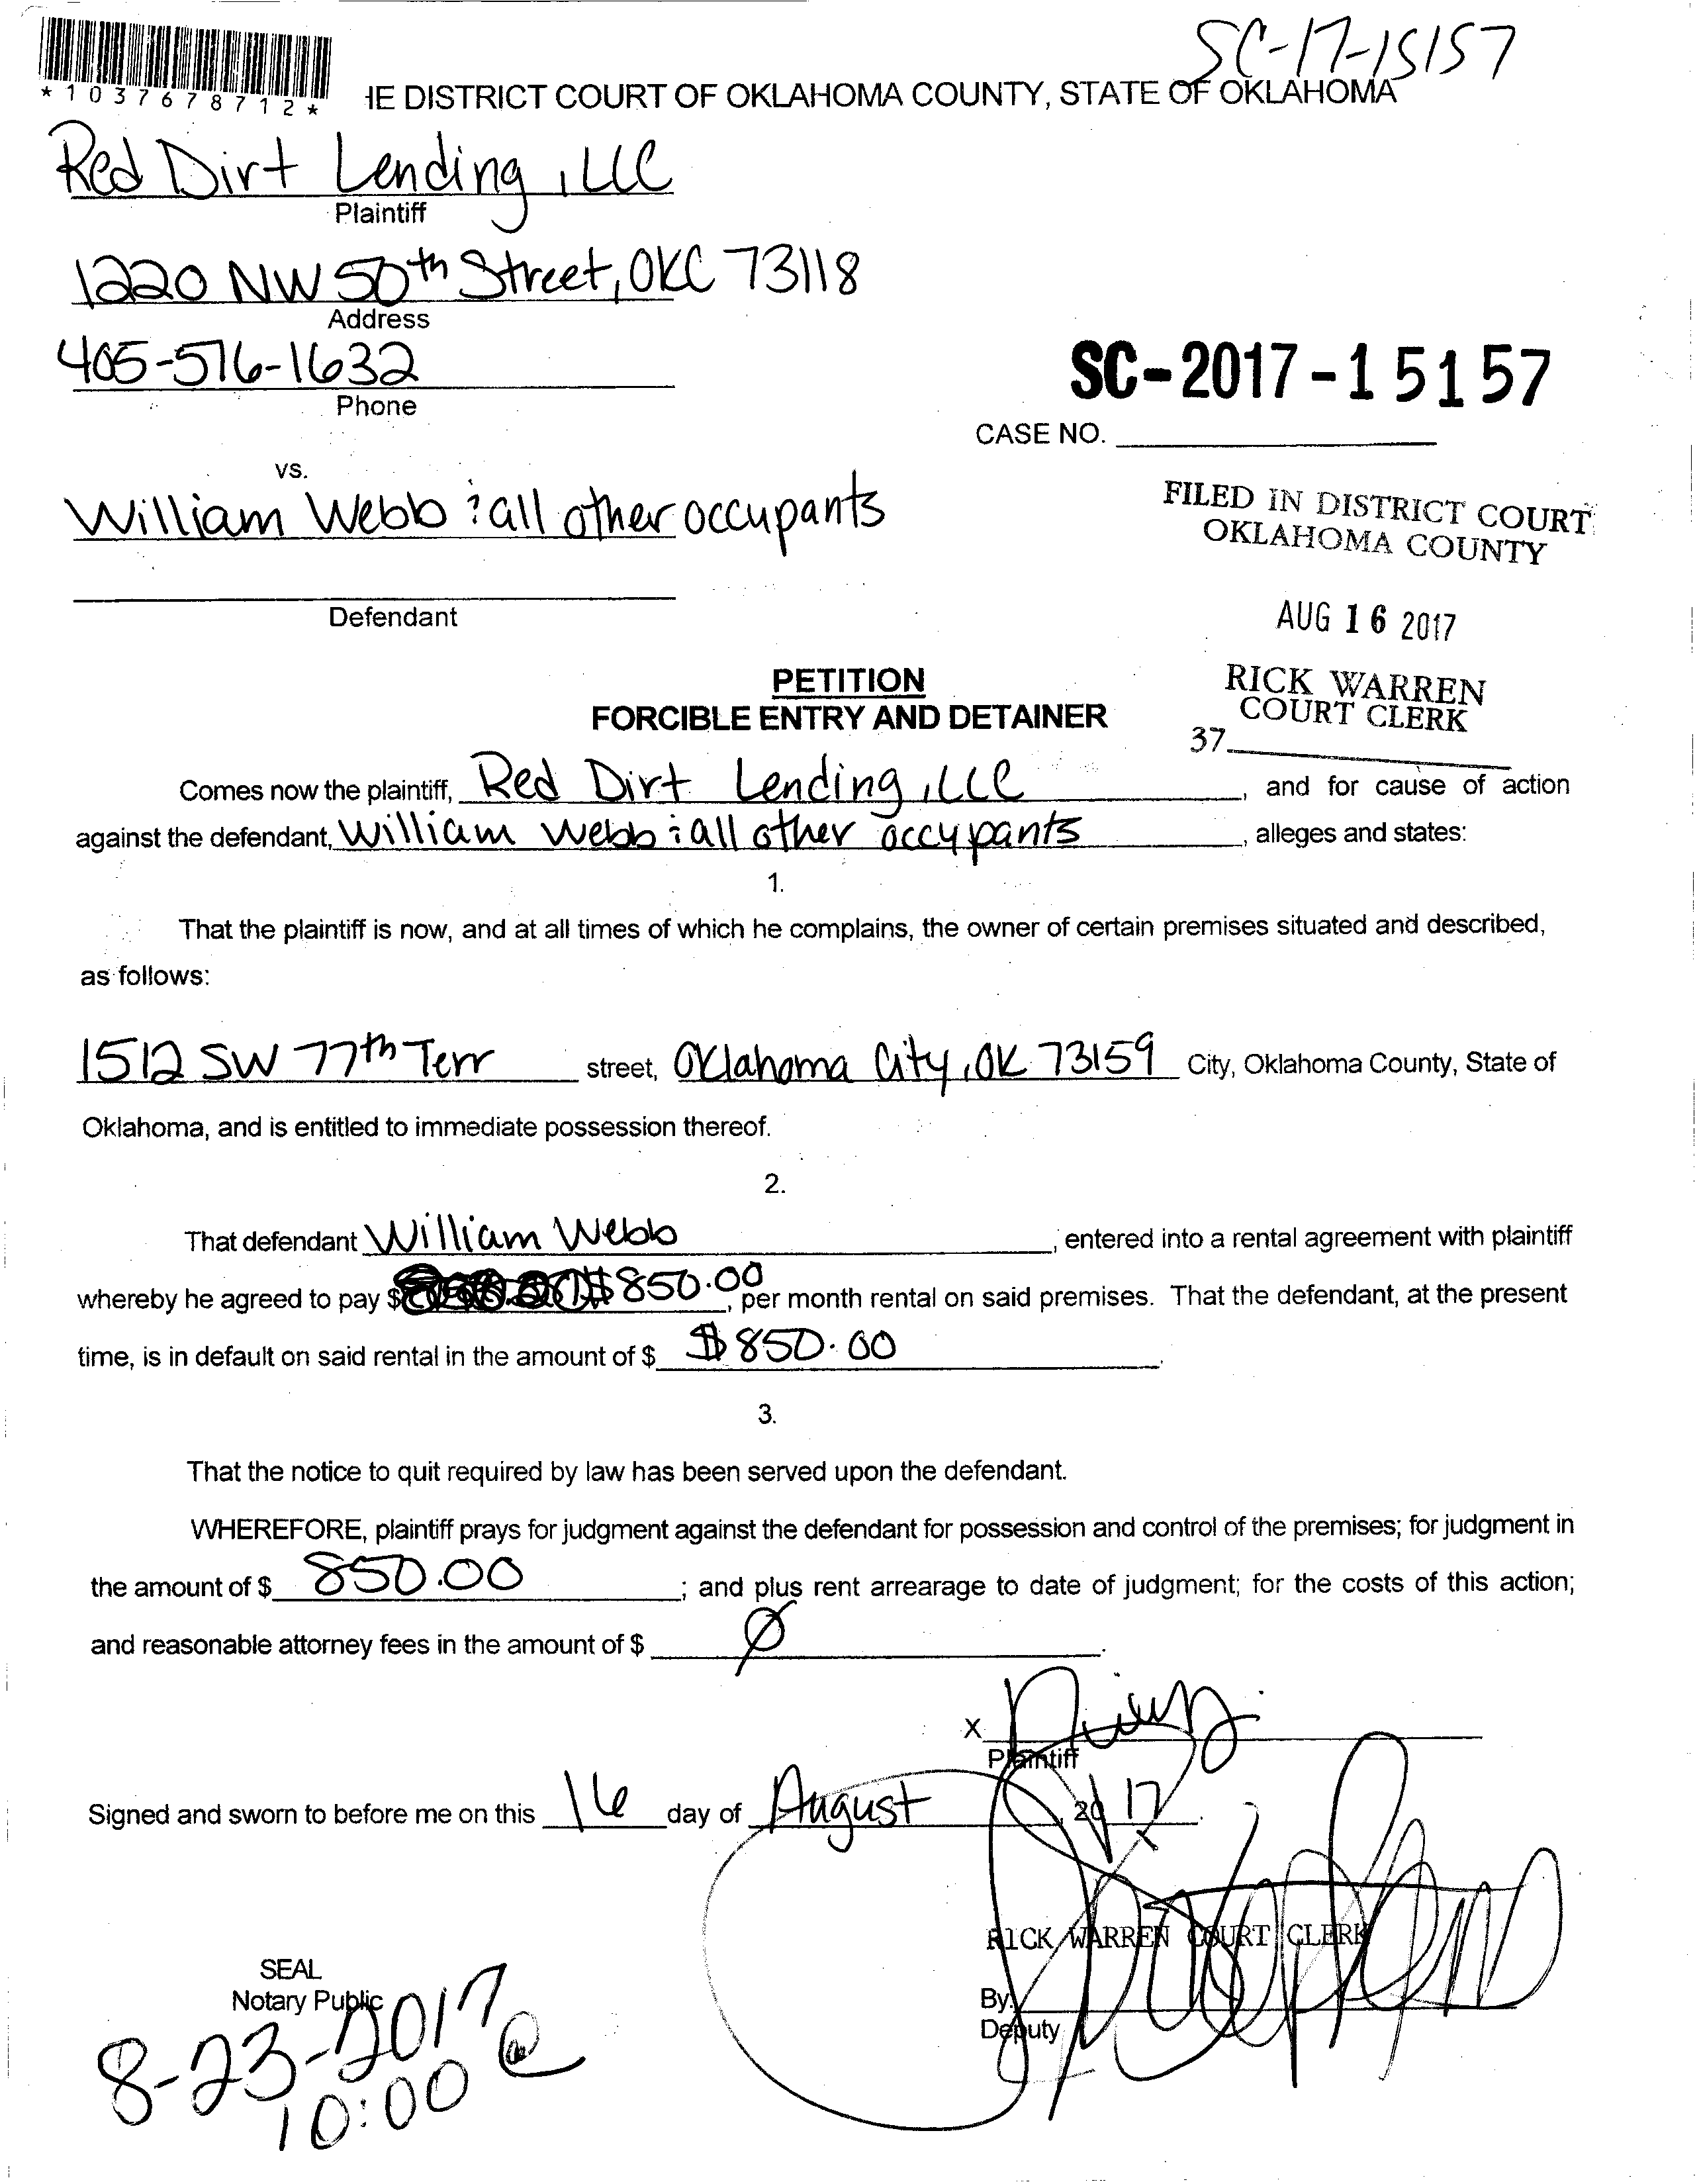 SC-17-15157
*1037678712*
IE DISTRICT COURT OF OKLAHOMA COUNTY, STATE OF OKLAHOMA
Red Dirt Lending, LLC
Plaintiff
1220 NW 50th Street, OKC 73118
Address
405-576-1632
Phone
SC-2017-15157
CASE NO.
vs.
William Webb & all other occupants
Defendant
FILED IN DISTRICT COURT
OKLAHOMA COUNTY
AUG 16 2017
RICK WARREN
COURT CLERK
37
PETITION
FORCIBLE ENTRY AND DETAINER
Comes now the plaintiff, Red Dirt Lending, LLC, and for cause of action
against the defendant, William Webb & all other occupants, alleges and states:
1.
That the plaintiff is now, and at all times of which he complains, the owner of certain premises situated and described,
as follows:
1512 SW 77th Terr street, Oklahoma City, OK 73159 City, Oklahoma County, State of
Oklahoma, and is entitled to immediate possession thereof.
2.
That defendant William Webb, entered into a rental agreement with plaintiff
whereby he agreed to pay $ $850.00, per month rental on said premises. That the defendant, at the present
time, is in default on said rental in the amount of $ $850.00.
3.
That the notice to quit required by law has been served upon the defendant.
WHEREFORE, plaintiff prays for judgment against the defendant for possession and control of the premises; for judgment in
the amount of $ 850.00; and plus rent arrearage to date of judgment; for the costs of this action;
and reasonable attorney fees in the amount of $ Ø.
X
Plaintiff
Signed and sworn to before me on this 16 day of August, 2017.
RICK WARREN COURT CLERK
SEAL
Notary Public
By:
Deputy
8-23-2017 @
10:00